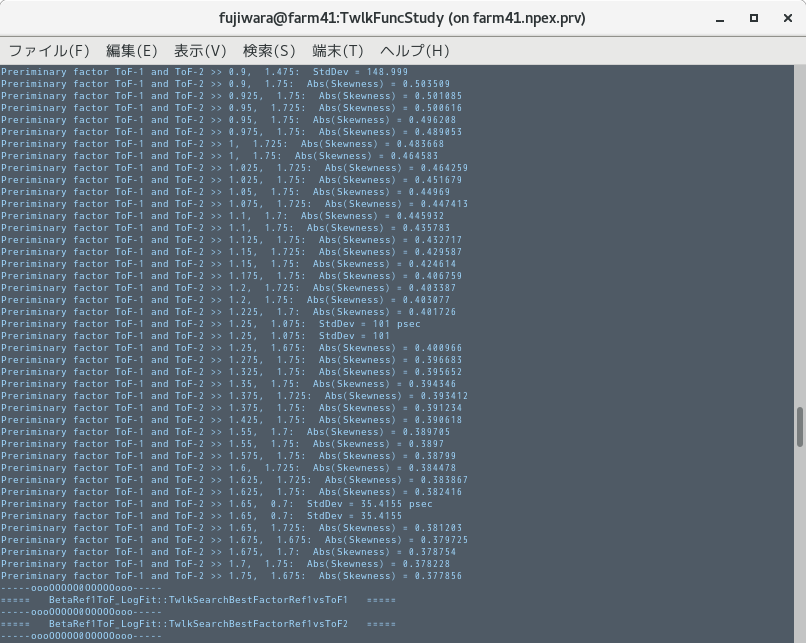 fujiwara@farm41:TwlkFuncStudy (on farm41.npex.prv)
ファイル(F) 編集(E) 表示(V) 検索(S) 端末(T) ヘルプ(H)
Preriminary factor ToF-1 and ToF-2 >> 0.9,  1.475:  StdDev = 148.999
Preriminary factor ToF-1 and ToF-2 >> 0.9,  1.75:  Abs(Skewness) = 0.503509
Preriminary factor ToF-1 and ToF-2 >> 0.925,  1.75:  Abs(Skewness) = 0.501085
Preriminary factor ToF-1 and ToF-2 >> 0.95,  1.725:  Abs(Skewness) = 0.500616
Preriminary factor ToF-1 and ToF-2 >> 0.95,  1.75:  Abs(Skewness) = 0.496208
Preriminary factor ToF-1 and ToF-2 >> 0.975,  1.75:  Abs(Skewness) = 0.489053
Preriminary factor ToF-1 and ToF-2 >> 1,  1.725:  Abs(Skewness) = 0.483668
Preriminary factor ToF-1 and ToF-2 >> 1,  1.75:  Abs(Skewness) = 0.464583
Preriminary factor ToF-1 and ToF-2 >> 1.025,  1.725:  Abs(Skewness) = 0.464259
Preriminary factor ToF-1 and ToF-2 >> 1.025,  1.75:  Abs(Skewness) = 0.451679
Preriminary factor ToF-1 and ToF-2 >> 1.05,  1.75:  Abs(Skewness) = 0.44969
Preriminary factor ToF-1 and ToF-2 >> 1.075,  1.725:  Abs(Skewness) = 0.447413
Preriminary factor ToF-1 and ToF-2 >> 1.1,  1.7:  Abs(Skewness) = 0.445932
Preriminary factor ToF-1 and ToF-2 >> 1.1,  1.75:  Abs(Skewness) = 0.435783
Preriminary factor ToF-1 and ToF-2 >> 1.125,  1.75:  Abs(Skewness) = 0.432717
Preriminary factor ToF-1 and ToF-2 >> 1.15,  1.725:  Abs(Skewness) = 0.429587
Preriminary factor ToF-1 and ToF-2 >> 1.15,  1.75:  Abs(Skewness) = 0.424614
Preriminary factor ToF-1 and ToF-2 >> 1.175,  1.75:  Abs(Skewness) = 0.406759
Preriminary factor ToF-1 and ToF-2 >> 1.2,  1.725:  Abs(Skewness) = 0.403387
Preriminary factor ToF-1 and ToF-2 >> 1.2,  1.75:  Abs(Skewness) = 0.403077
Preriminary factor ToF-1 and ToF-2 >> 1.225,  1.7:  Abs(Skewness) = 0.401726
Preriminary factor ToF-1 and ToF-2 >> 1.25,  1.075:  StdDev = 101 psec
Preriminary factor ToF-1 and ToF-2 >> 1.25,  1.075:  StdDev = 101
Preriminary factor ToF-1 and ToF-2 >> 1.25,  1.675:  Abs(Skewness) = 0.400966
Preriminary factor ToF-1 and ToF-2 >> 1.275,  1.75:  Abs(Skewness) = 0.396683
Preriminary factor ToF-1 and ToF-2 >> 1.325,  1.75:  Abs(Skewness) = 0.395652
Preriminary factor ToF-1 and ToF-2 >> 1.35,  1.75:  Abs(Skewness) = 0.394346
Preriminary factor ToF-1 and ToF-2 >> 1.375,  1.725:  Abs(Skewness) = 0.393412
Preriminary factor ToF-1 and ToF-2 >> 1.375,  1.75:  Abs(Skewness) = 0.391234
Preriminary factor ToF-1 and ToF-2 >> 1.425,  1.75:  Abs(Skewness) = 0.390618
Preriminary factor ToF-1 and ToF-2 >> 1.55,  1.7:  Abs(Skewness) = 0.389705
Preriminary factor ToF-1 and ToF-2 >> 1.55,  1.75:  Abs(Skewness) = 0.3897
Preriminary factor ToF-1 and ToF-2 >> 1.575,  1.75:  Abs(Skewness) = 0.38799
Preriminary factor ToF-1 and ToF-2 >> 1.6,  1.725:  Abs(Skewness) = 0.384478
Preriminary factor ToF-1 and ToF-2 >> 1.625,  1.725:  Abs(Skewness) = 0.383867
Preriminary factor ToF-1 and ToF-2 >> 1.625,  1.75:  Abs(Skewness) = 0.382416
Preriminary factor ToF-1 and ToF-2 >> 1.65,  0.7:  StdDev = 35.4155 psec
Preriminary factor ToF-1 and ToF-2 >> 1.65,  0.7:  StdDev = 35.4155
Preriminary factor ToF-1 and ToF-2 >> 1.65,  1.725:  Abs(Skewness) = 0.381203
Preriminary factor ToF-1 and ToF-2 >> 1.675,  1.675:  Abs(Skewness) = 0.379725
Preriminary factor ToF-1 and ToF-2 >> 1.675,  1.7:  Abs(Skewness) = 0.378754
Preriminary factor ToF-1 and ToF-2 >> 1.7,  1.75:  Abs(Skewness) = 0.378228
Preriminary factor ToF-1 and ToF-2 >> 1.75,  1.675:  Abs(Skewness) = 0.377856
-----oooOOOOO0OOOOOooo-----
=====   BetaRef1ToF_LogFit::TwlkSearchBestFactorRef1vsToF1   =====
-----oooOOOOO0OOOOOooo-----
=====   BetaRef1ToF_LogFit::TwlkSearchBestFactorRef1vsToF2   =====
-----oooOOOOO0OOOOOooo-----